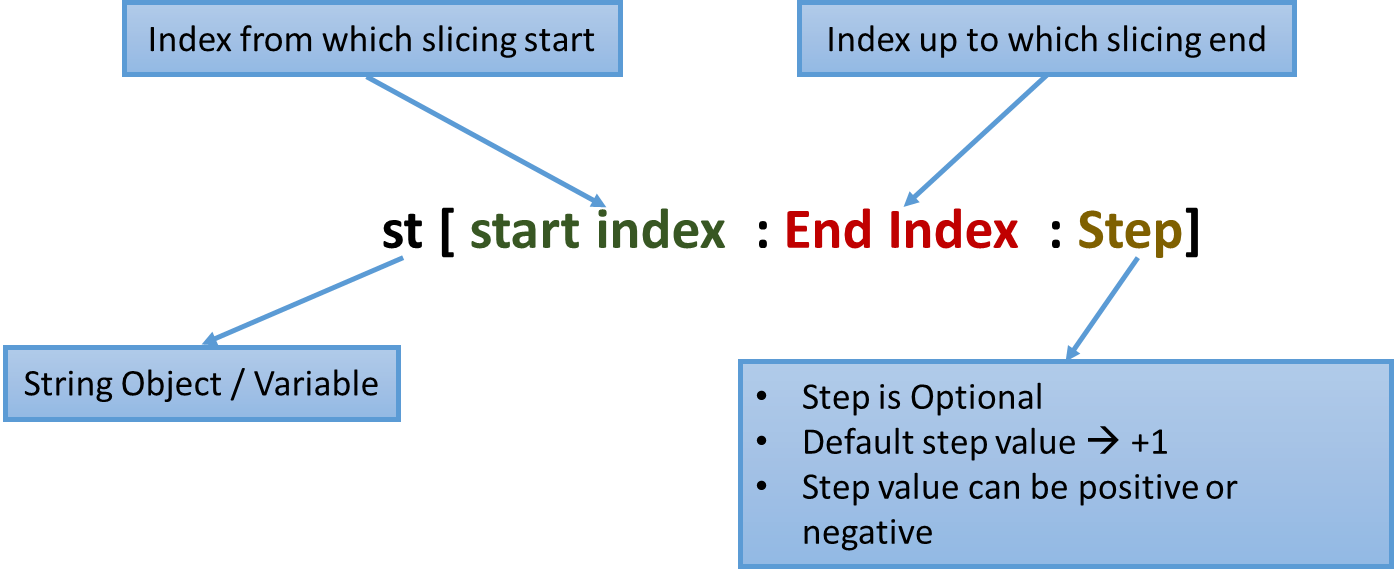 Index from which slicing start
Index up to which slicing end
st [ start index : End Index : Step]
String Object / Variable
• Step is Optional
• Default step value → +1
• Step value can be positive or
negative